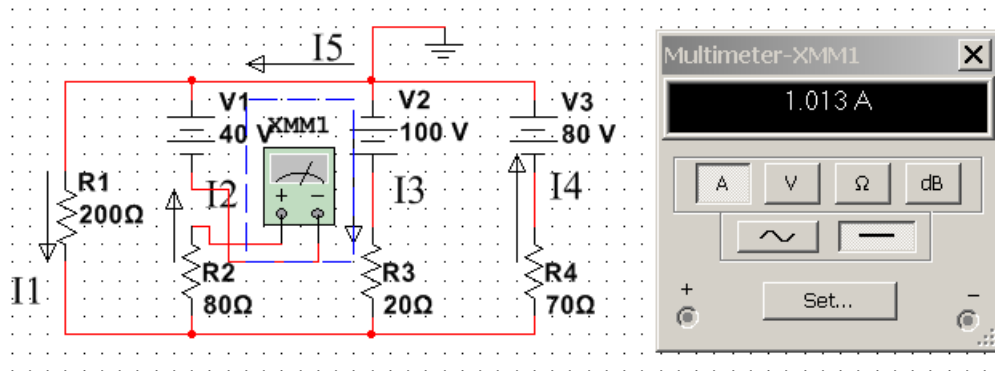 I5
V1
40 V
XMM1
V2
100 V
V3
80 V
R1
200Ω
I2
I3
I4
I1
R2
80Ω
R3
20Ω
R4
70Ω
Multimeter-XMM1
1.013 A
A V Ω dB
+ Set... -